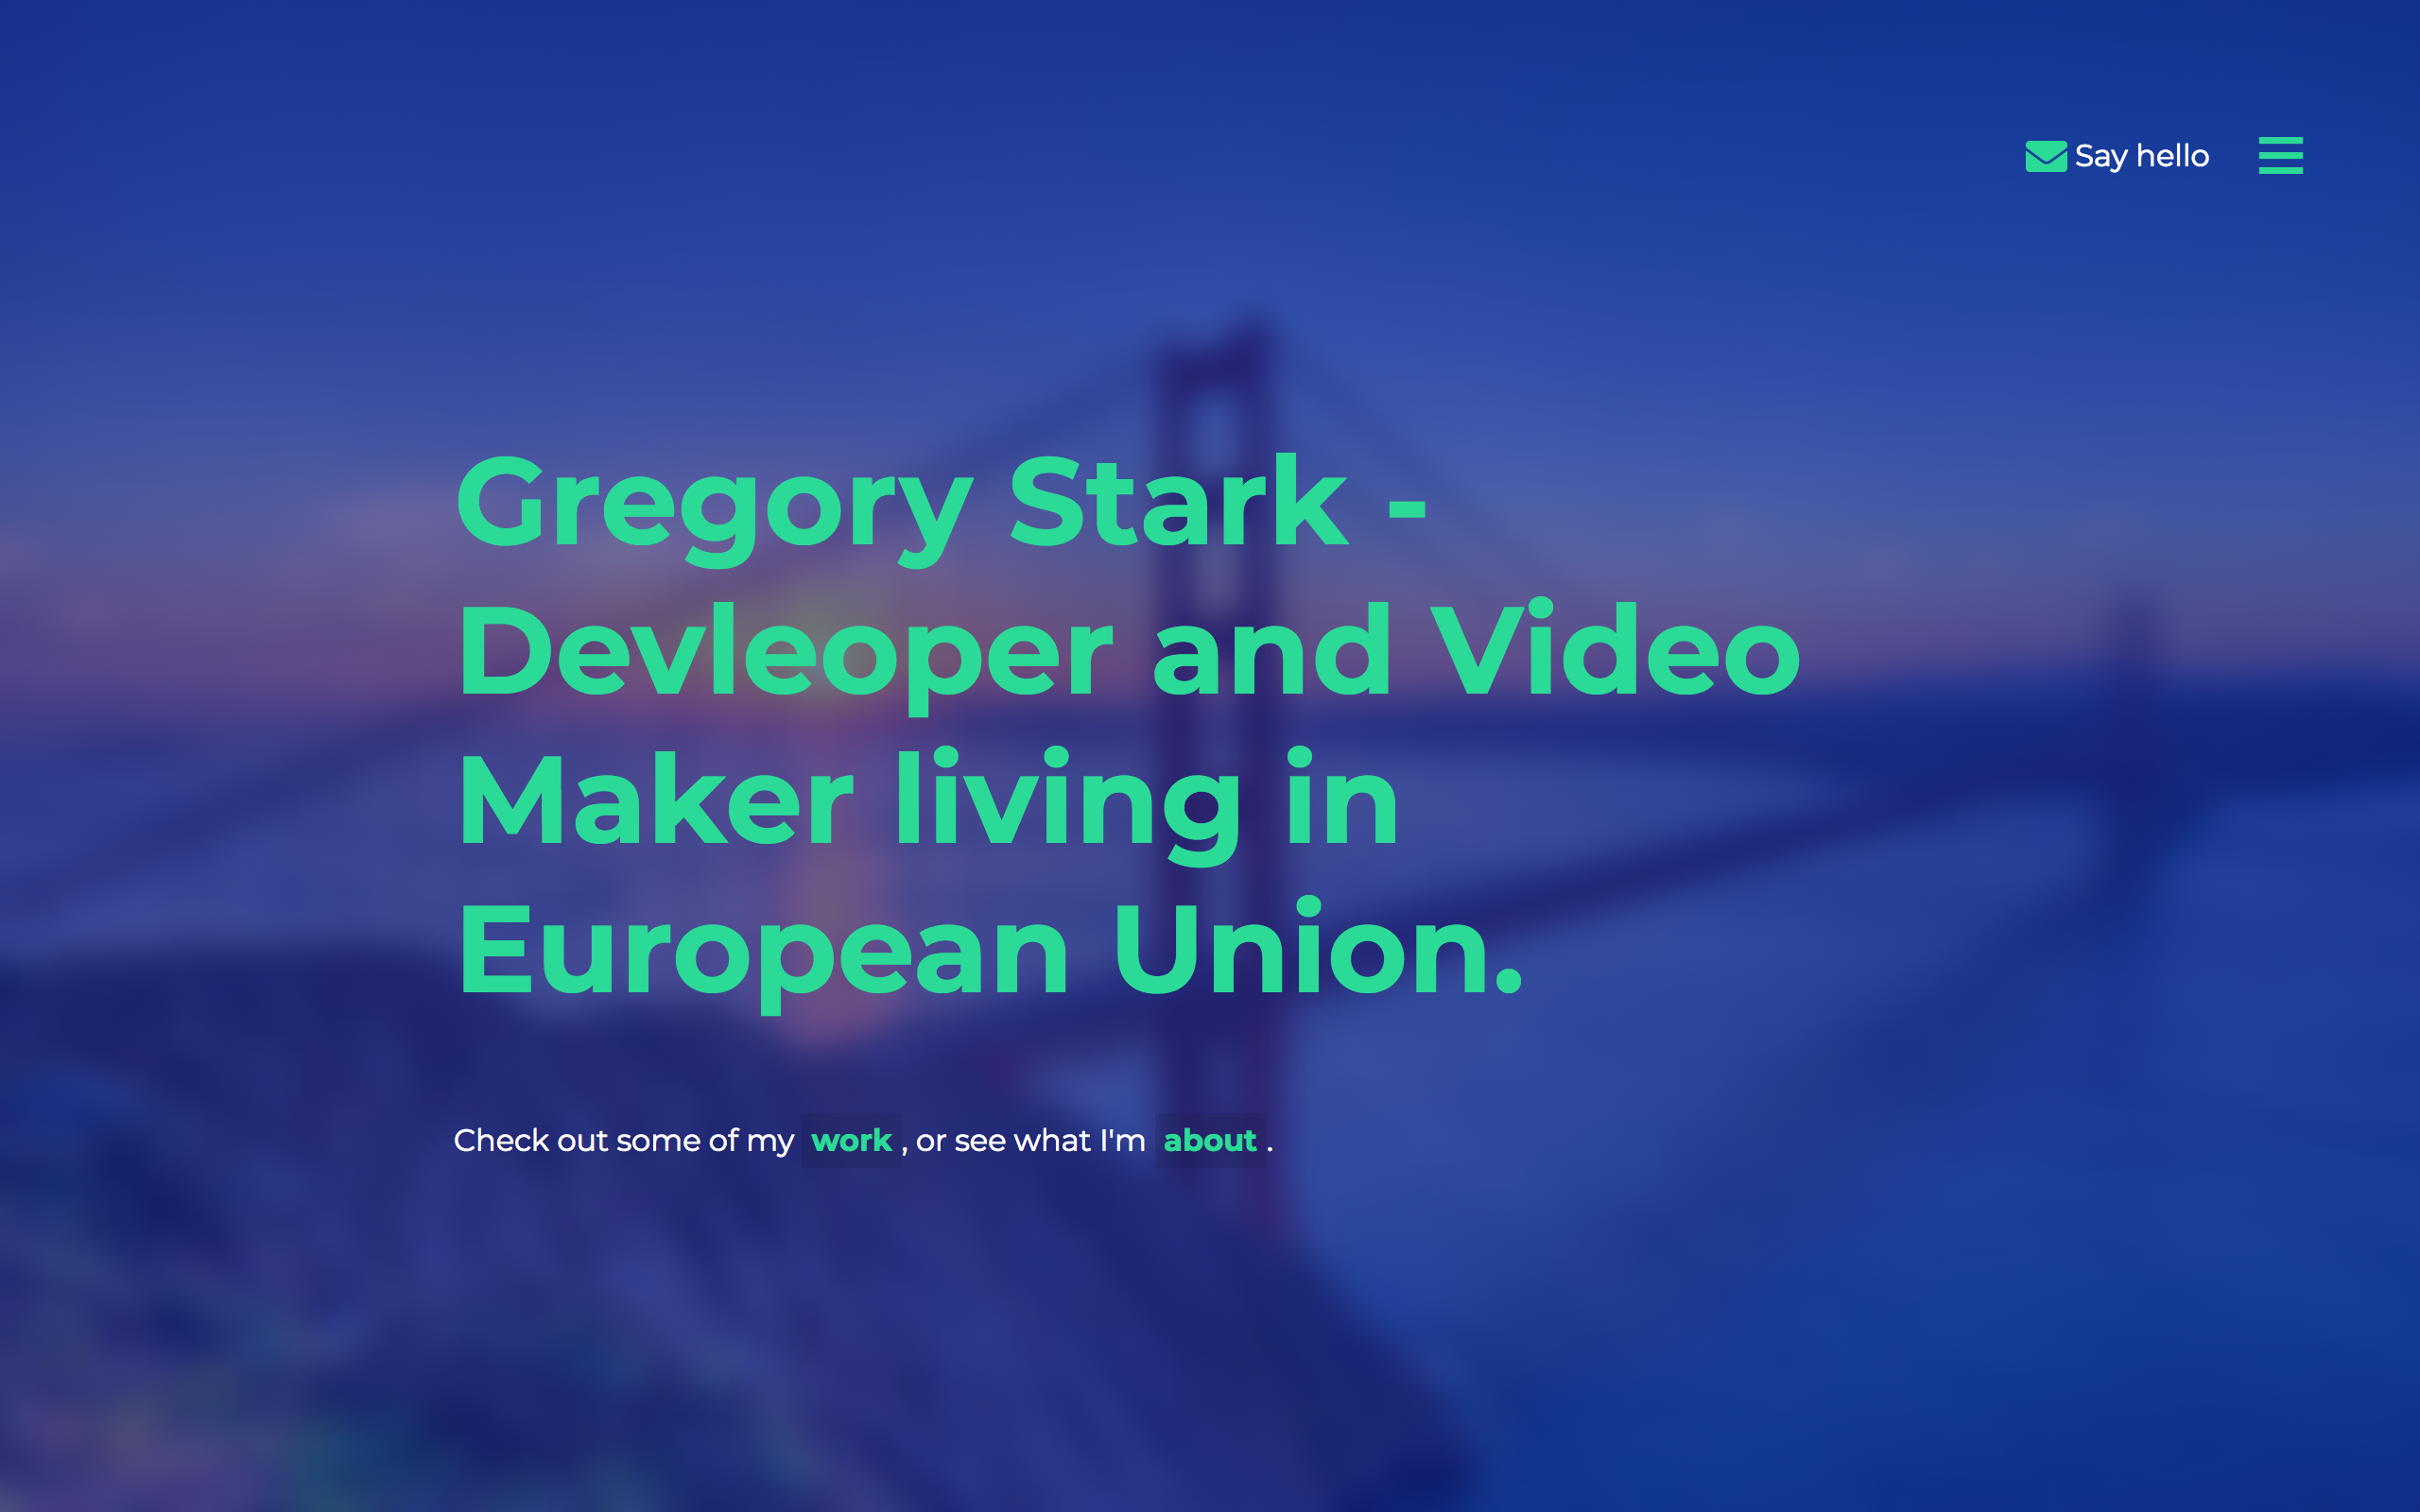 Say hello
Gregory Stark -
Devleoper and Video
Maker living in
European Union.
Check out some of my work , or see what I'm about .